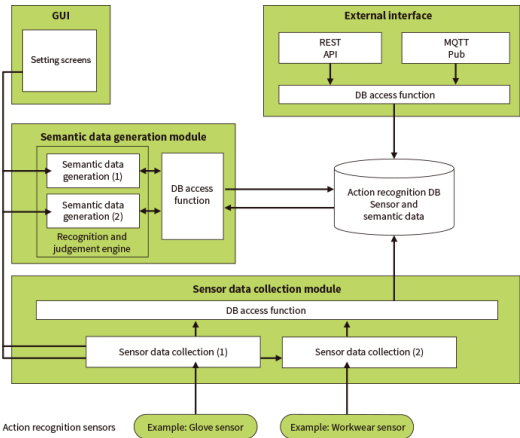 GUI
Setting screens
External interface
REST
API
MQTT
Pub
DB access function
Semantic data generation module
Semantic data
generation (1)
Semantic data
generation (2)
Recognition and
judgement engine
DB access
function
Action recognition DB
Sensor and
semantic data
Sensor data collection module
DB access function
Sensor data collection (1)
Sensor data collection (2)
Action recognition sensors
Example: Glove sensor
Example: Workwear sensor